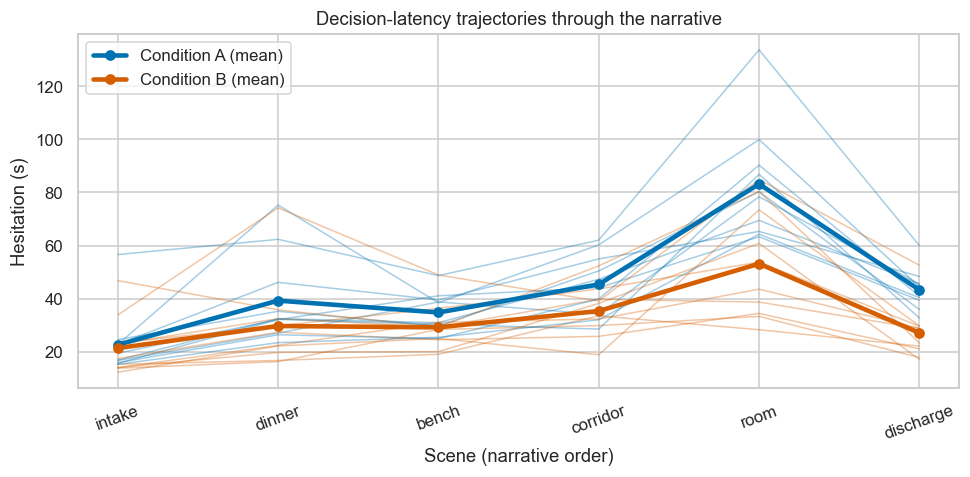 Decision-latency trajectories through the narrative
Condition A (mean)
Condition B (mean)
Hesitation (s)
120
100
80
60
40
20
intake
dinner
bench
corridor
room
discharge
Scene (narrative order)